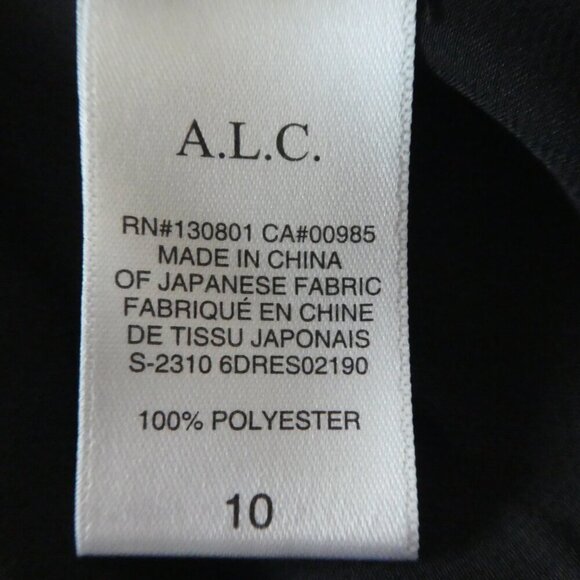 A.L.C.
RN#130801 CA#00985
MADE IN CHINA
OF JAPANESE FABRIC
FABRIQUÉ EN CHINE
DE TISSU JAPONAIS
S-2310 6DRES02190
100% POLYESTER
10